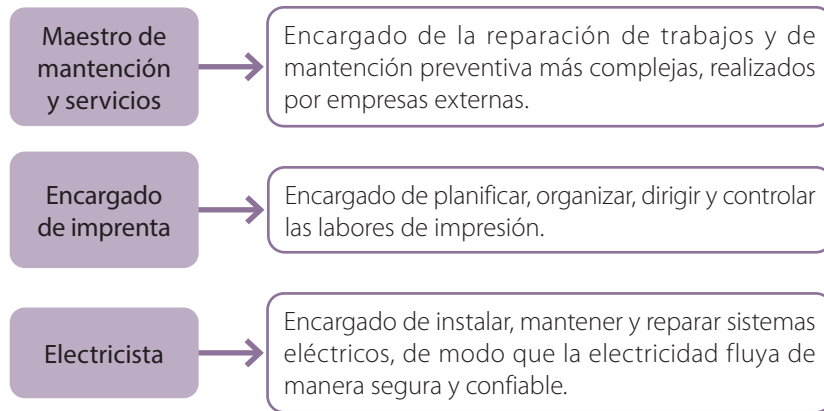 Maestro de
mantención
y servicios
Encargado de la reparación de trabajos y de
mantención preventiva más complejas, realizados
por empresas externas.
Encargado
de imprenta
Encargado de planificar, organizar, dirigir y controlar
las labores de impresión.
Electricista
Encargado de instalar, mantener y reparar sistemas
eléctricos, de modo que la electricidad fluya de
manera segura y confiable.